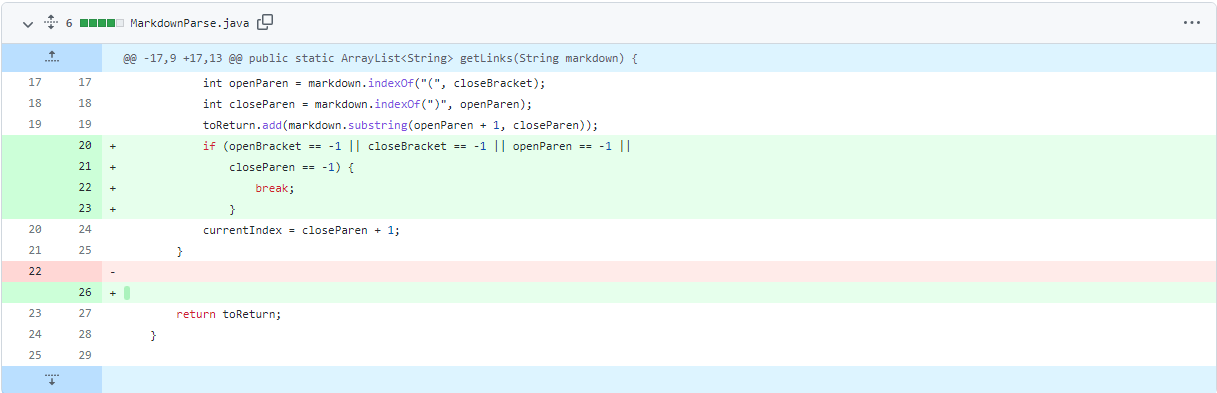 6 MarkdownParse.java
@@ -17,9 +17,13 @@ public static ArrayList<String> getLinks(String markdown) {
17 17 int openParen = markdown.indexOf("(", closeBracket);
18 18 int closeParen = markdown.indexOf(")", openParen);
19 19 toReturn.add(markdown.substring(openParen + 1, closeParen));
20 + if (openBracket == -1 || closeBracket == -1 || openParen == -1 ||
21 + closeParen == -1) {
22 + break;
23 + }
20 24 currentIndex = closeParen + 1;
21 25 }
22 -
26 +
23 27 return toReturn;
24 28 }
25 29